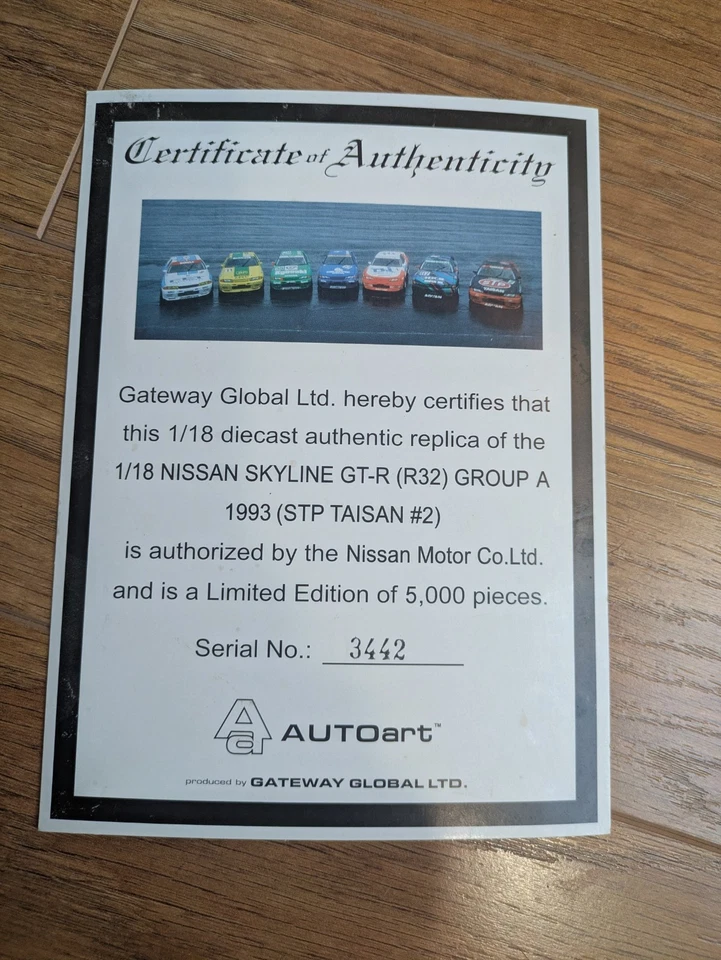 Certificate of Authenticity
Gateway Global Ltd. hereby certifies that
this 1/18 diecast authentic replica of the
1/18 NISSAN SKYLINE GT-R (R32) GROUP A
1993 (STP TAISAN #2)
is authorized by the Nissan Motor Co.Ltd.
and is a Limited Edition of 5,000 pieces.
Serial No.: 3442
Aa AUTOart™
produced by GATEWAY GLOBAL LTD.